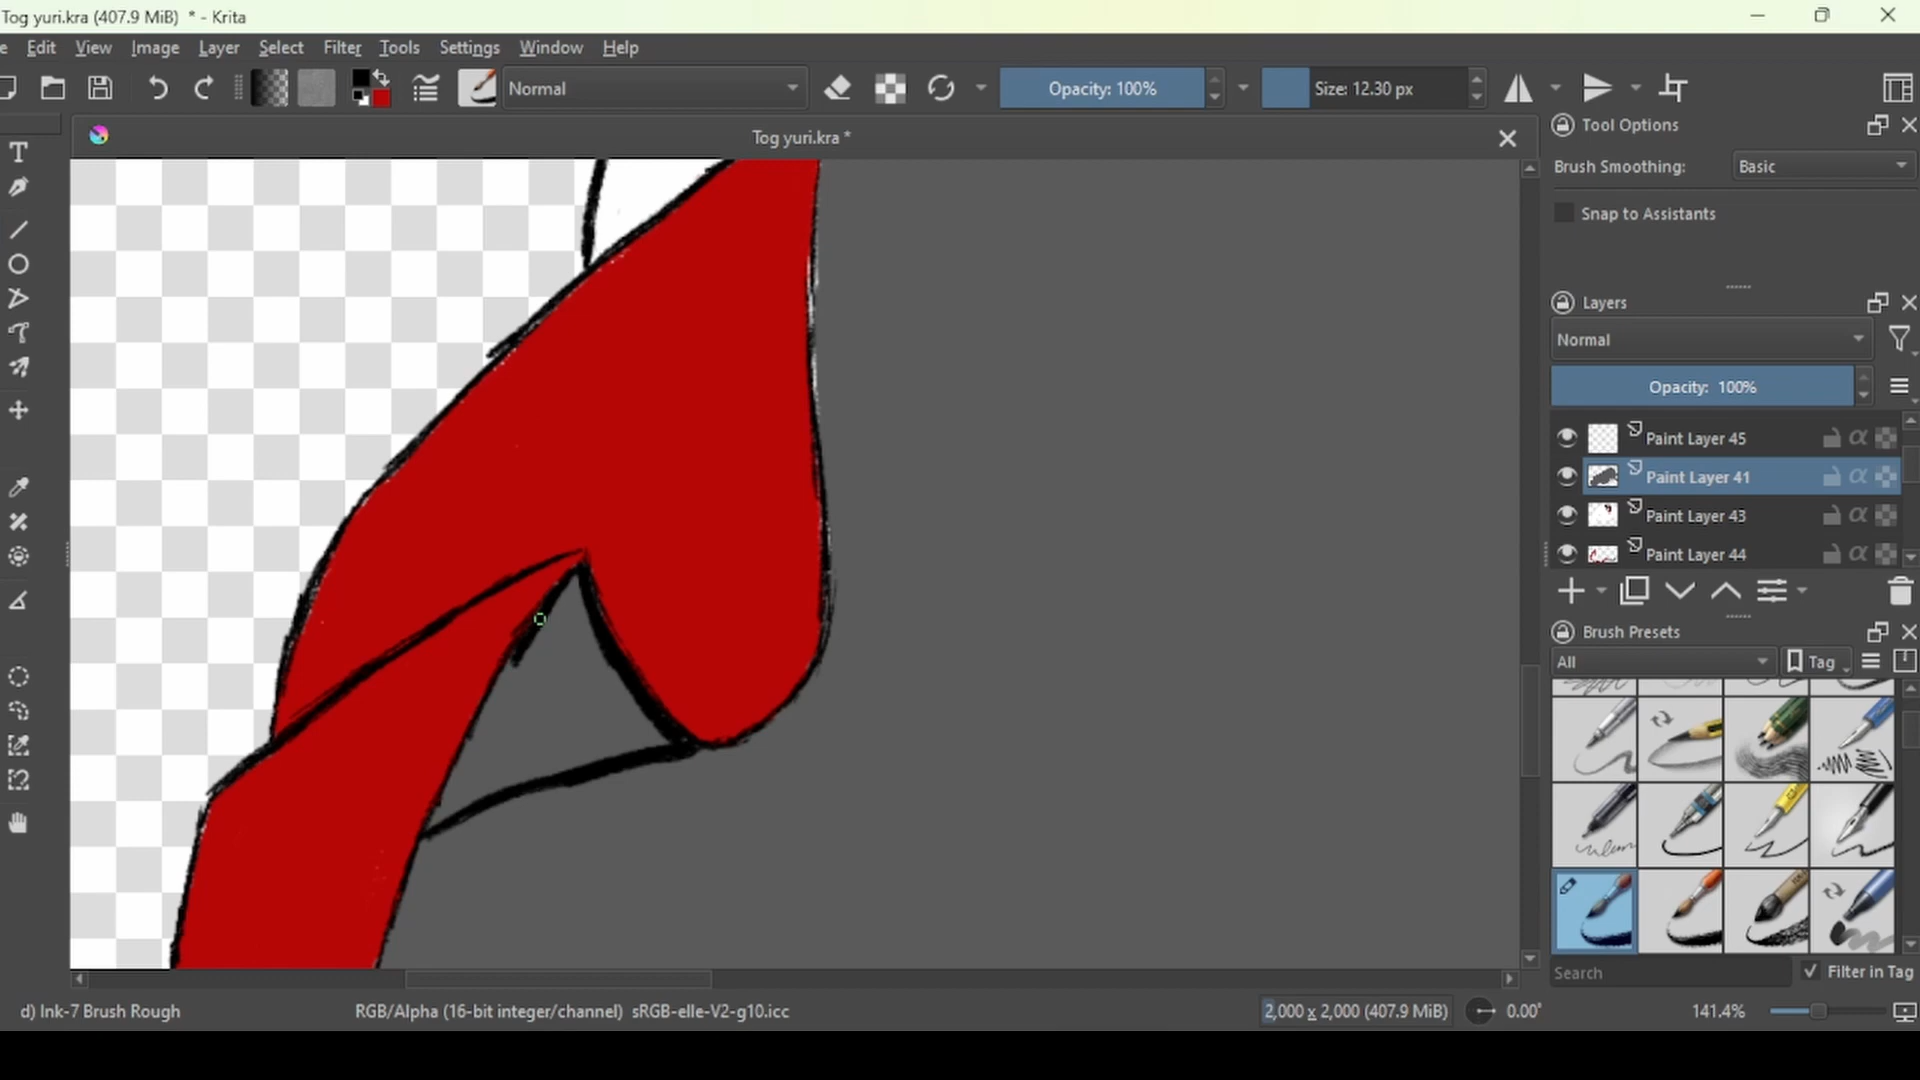 Tog yuri.kra (407.9 MiB) * - Krita
e Edit View Image Layer Select Filter Tools Settings Window Help
Normal Opacity: 100% Size: 12.30 px
Tog yuri.kra *
Tool Options
Brush Smoothing: Basic
Snap to Assistants
Layers
Normal
Opacity: 100%
Paint Layer 45
Paint Layer 41
Paint Layer 43
Paint Layer 44
Brush Presets
All Tag
Search Filter in Tag
d) Ink-7 Brush Rough RGB/Alpha (16-bit integer/channel) sRGB-elle-V2-g10.icc 2,000 x 2,000 (407.9 MiB) 0.00° 141.4%